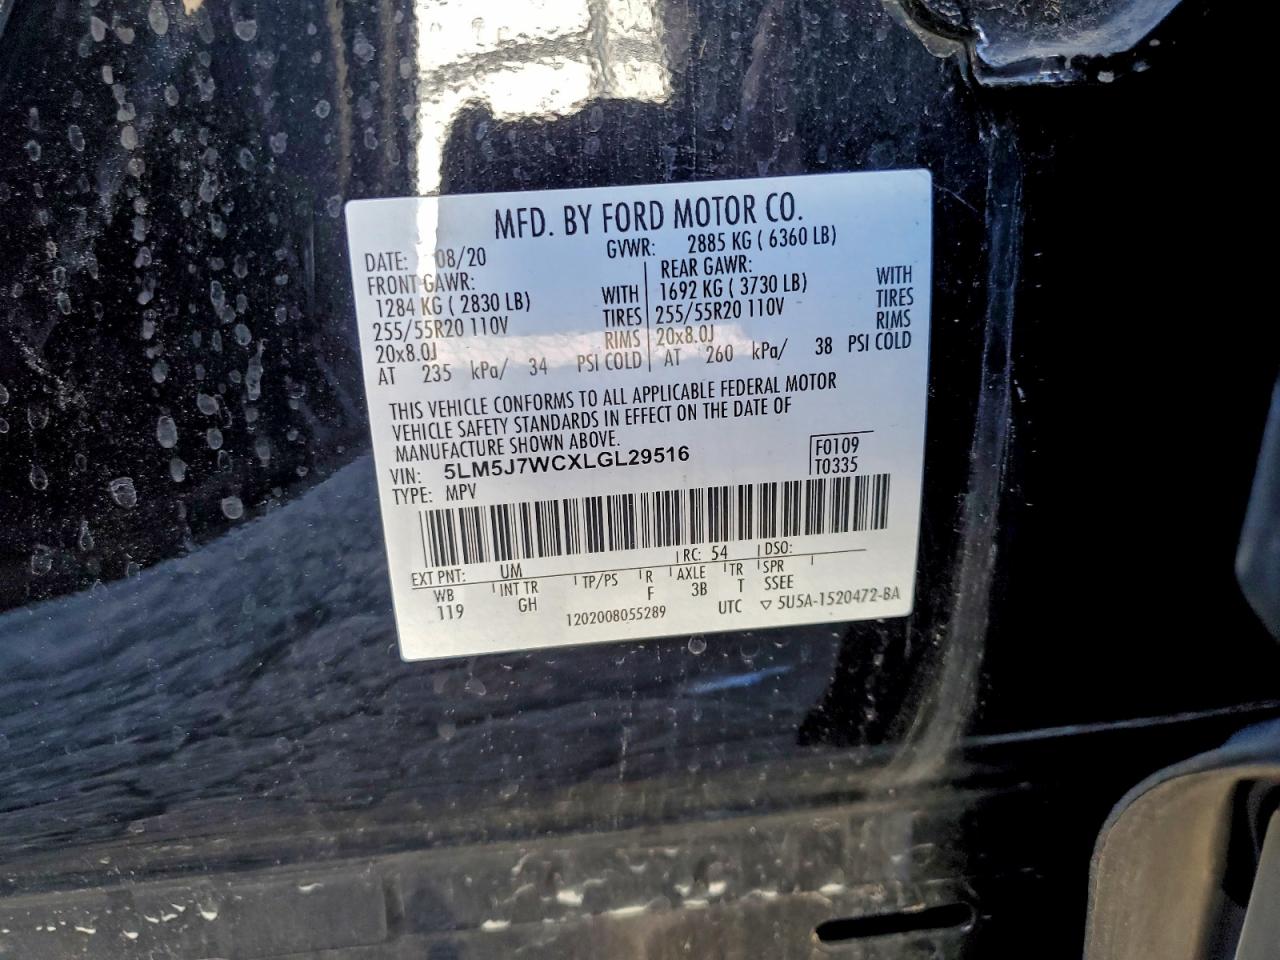 MFD. BY FORD MOTOR CO.
DATE: 08/20 GVWR: 2885 KG ( 6360 LB)
FRONT GAWR: REAR GAWR:
1284 KG ( 2830 LB) WITH 1692 KG ( 3730 LB) WITH
255/55R20 110V TIRES 255/55R20 110V TIRES
20x8.0J RIMS 20x8.0J RIMS
AT 235 kPa/ 34 PSI COLD AT 260 kPa/ 38 PSI COLD
THIS VEHICLE CONFORMS TO ALL APPLICABLE FEDERAL MOTOR
VEHICLE SAFETY STANDARDS IN EFFECT ON THE DATE OF
MANUFACTURE SHOWN ABOVE.
VIN: 5LM5J7WCXLGL29516 F0109
TYPE: MPV T0335
EXT PNT: UM RC: 54 DSO:
WB INT TR TP/PS R AXLE TR SPR
119 GH F 3B T SSEE
1202008055289 UTC ▽ 5U5A-1520472-BA